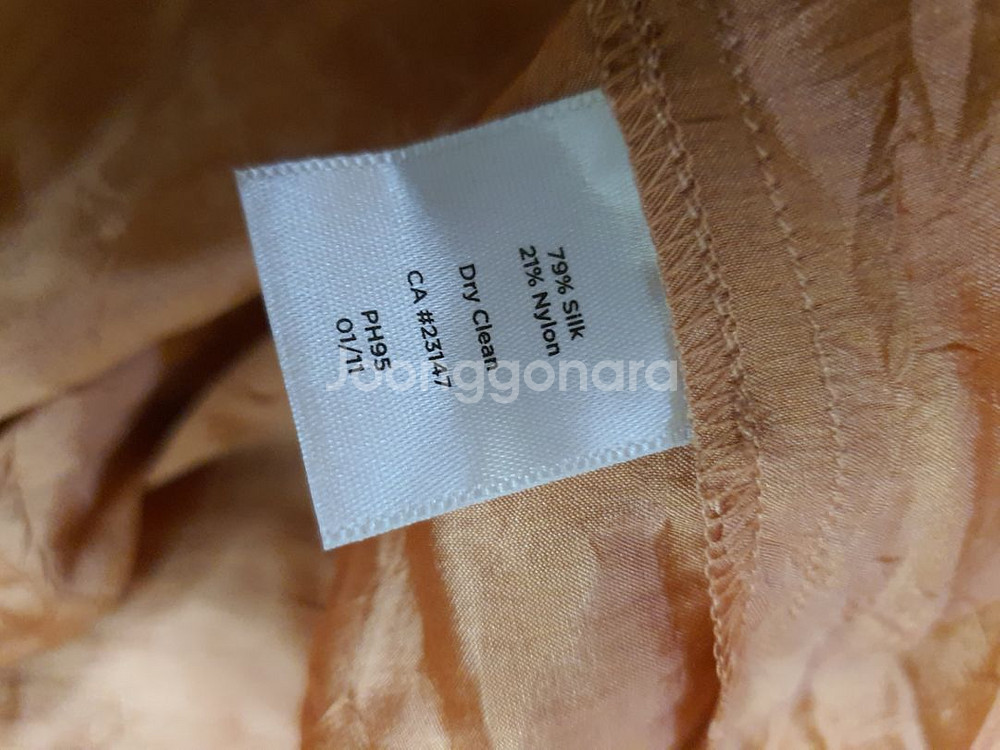 79% Silk
21% Nylon
Dry Clean
CA #23147
PH95
01/11
Joonggonara